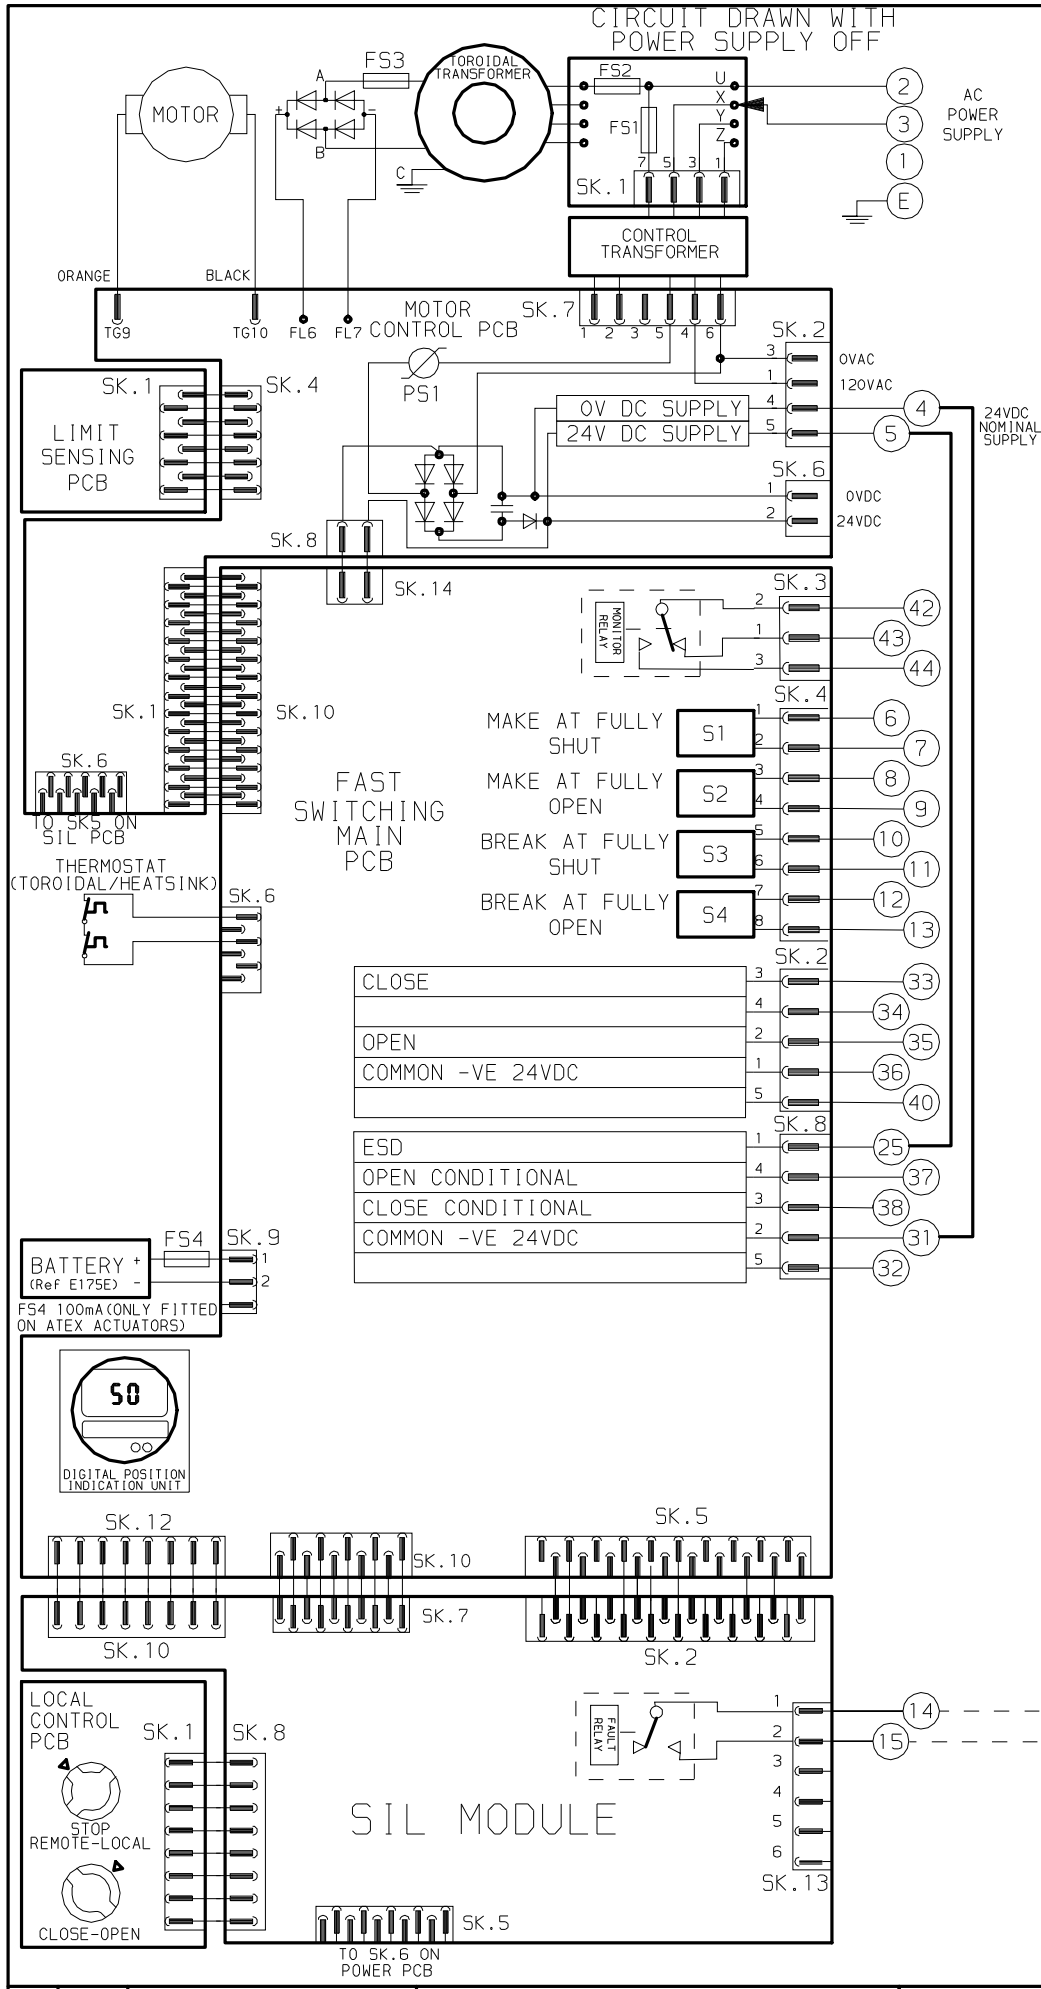 CIRCUIT DRAWN WITH
POWER SUPPLY OFF
TOROIDAL
TRANSFORMER
FS3
FS2
FS1
U
X
Y
Z
2
3
1
E
AC
POWER
SUPPLY
MOTOR
A
+
-
B
C
7 5 3 1
SK.1
CONTROL
TRANSFORMER
ORANGE
BLACK
TG9
TG10
FL6
FL7
MOTOR
CONTROL PCB
SK.7
1 2 3 5 4 6
SK.2
3 0VAC
1 120VAC
PS1
0V DC SUPPLY 4 4
24V DC SUPPLY 5 5
24VDC
NOMINAL
SUPPLY
SK.6
1 0VDC
2 24VDC
SK.1
SK.4
LIMIT
SENSING
PCB
SK.8
SK.14
SK.3
MONITOR
RELAY
2 42
1 43
3 44
SK.4
SK.1
SK.10
MAKE AT FULLY
SHUT
S1
1 6
2 7
MAKE AT FULLY
OPEN
S2
3 8
4 9
BREAK AT FULLY
SHUT
S3
5 10
6 11
BREAK AT FULLY
OPEN
S4
7 12
8 13
FAST
SWITCHING
MAIN
PCB
SK.6
TO SK5 ON
SIL PCB
THERMOSTAT
(TOROIDAL/HEATSINK)
SK.6
SK.2
CLOSE 3 33
4 34
OPEN 2 35
COMMON -VE 24VDC 1 36
5 40
SK.8
ESD 1 25
OPEN CONDITIONAL 4 37
CLOSE CONDITIONAL 3 38
COMMON -VE 24VDC 2 31
5 32
BATTERY +
(Ref E175E) -
FS4
SK.9
1
2
FS4 100mA(ONLY FITTED
ON ATEX ACTUATORS)
50
DIGITAL POSITION
INDICATION UNIT
SK.12
SK.10
SK.5
SK.10
SK.7
SK.2
LOCAL
CONTROL
PCB
SK.1
SK.8
STOP
REMOTE-LOCAL
CLOSE-OPEN
SIL MODULE
FAULT
RELAY
1 14
2 15
3
4
5
6
SK.13
SK.5
TO SK.6 ON
POWER PCB